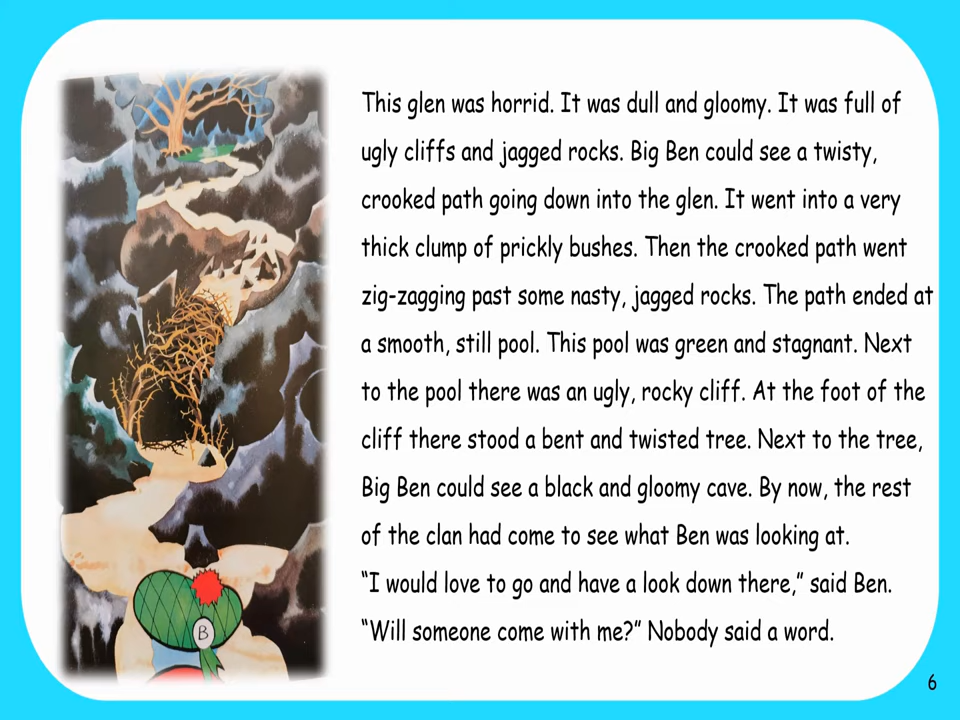 This glen was horrid. It was dull and gloomy. It was full of
ugly cliffs and jagged rocks. Big Ben could see a twisty,
crooked path going down into the glen. It went into a very
thick clump of prickly bushes. Then the crooked path went
zig-zagging past some nasty, jagged rocks. The path ended at
a smooth, still pool. This pool was green and stagnant. Next
to the pool there was an ugly, rocky cliff. At the foot of the
cliff there stood a bent and twisted tree. Next to the tree,
Big Ben could see a black and gloomy cave. By now, the rest
of the clan had come to see what Ben was looking at.
“I would love to go and have a look down there,” said Ben.
“Will someone come with me?” Nobody said a word.
B
6